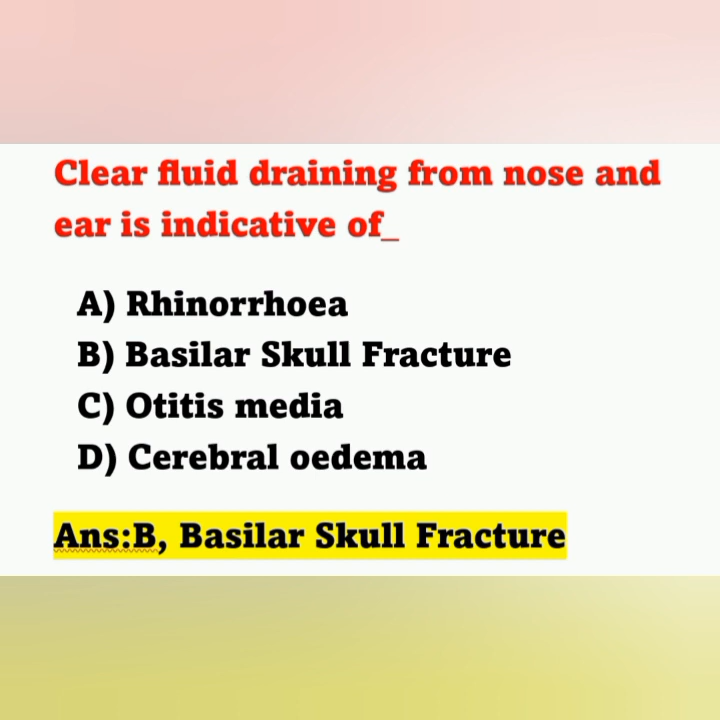 Clear fluid draining from nose and
ear is indicative of_
A) Rhinorrhoea
B) Basilar Skull Fracture
C) Otitis media
D) Cerebral oedema
Ans:B, Basilar Skull Fracture